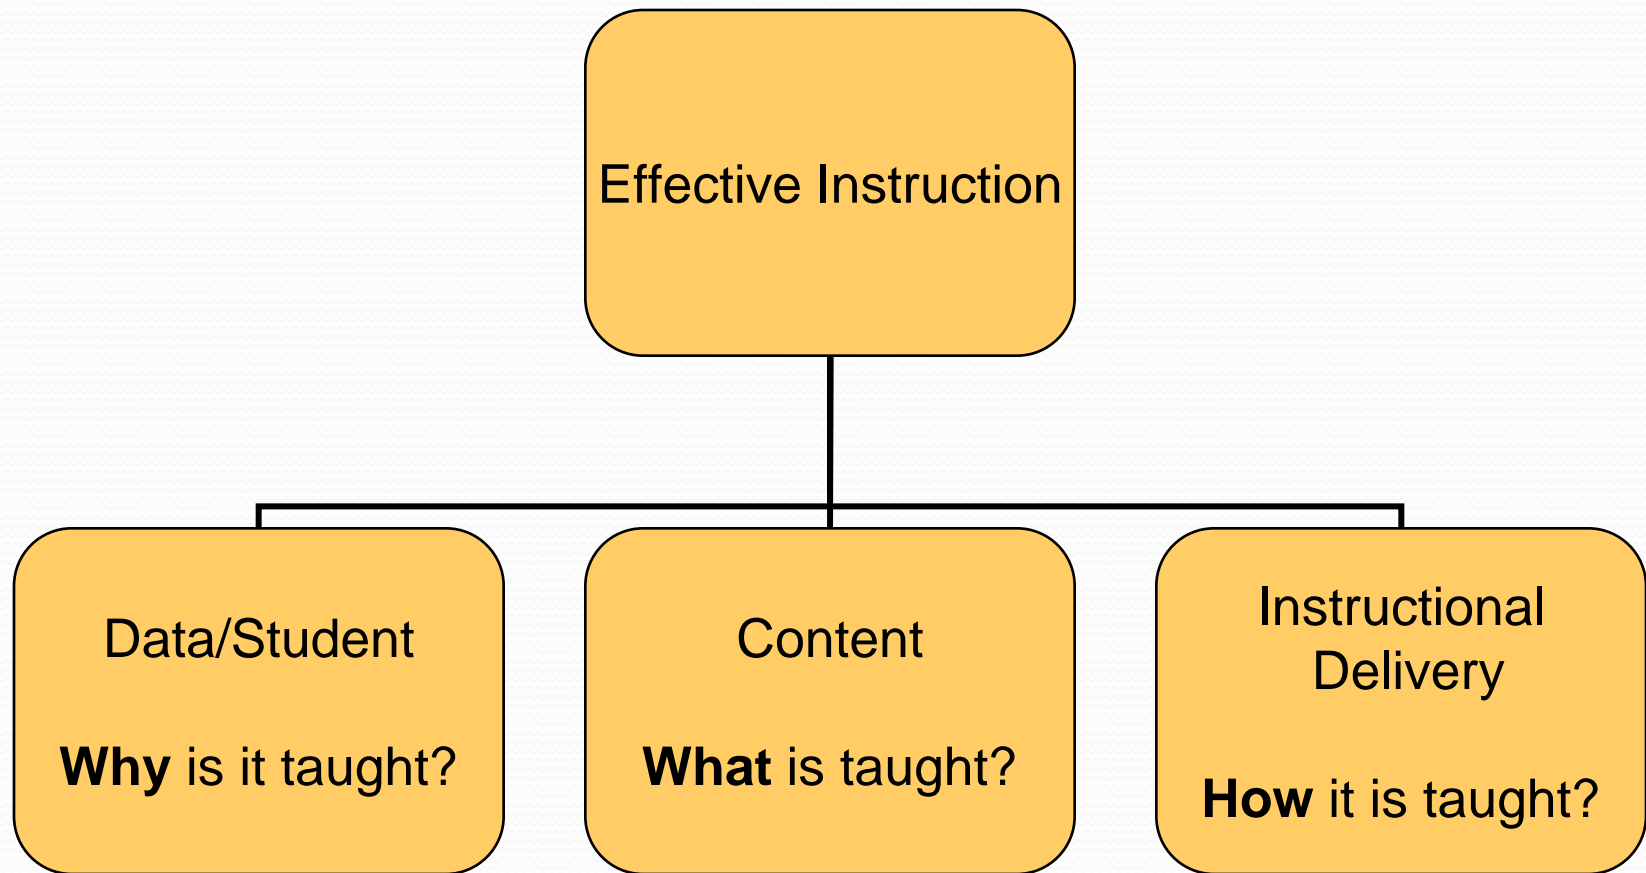 Effective Instruction
Data/Student
Why is it taught?
Content
What is taught?
Instructional
Delivery
How it is taught?